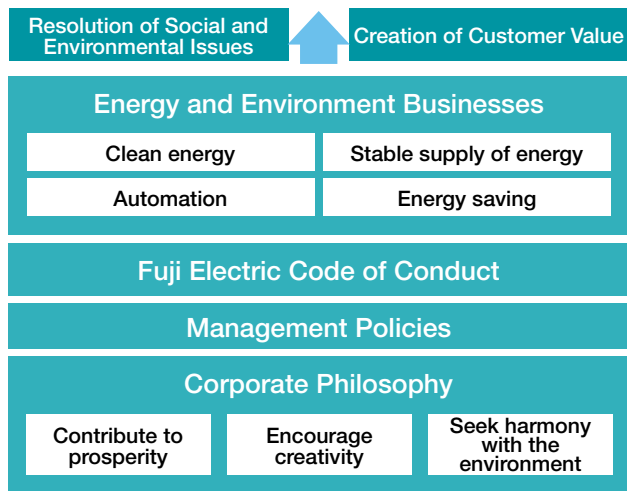 Resolution of Social and
Environmental Issues
Creation of Customer Value
Energy and Environment Businesses
Clean energy
Stable supply of energy
Automation
Energy saving
Fuji Electric Code of Conduct
Management Policies
Corporate Philosophy
Contribute to
prosperity
Encourage
creativity
Seek harmony
with the
environment